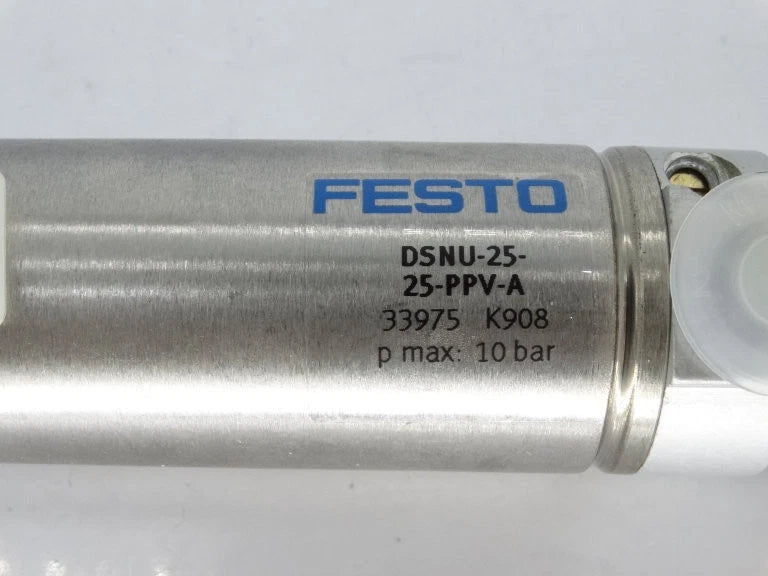 FESTO
DSNU-25-
25-PPV-A
33975 K908
p max: 10 bar